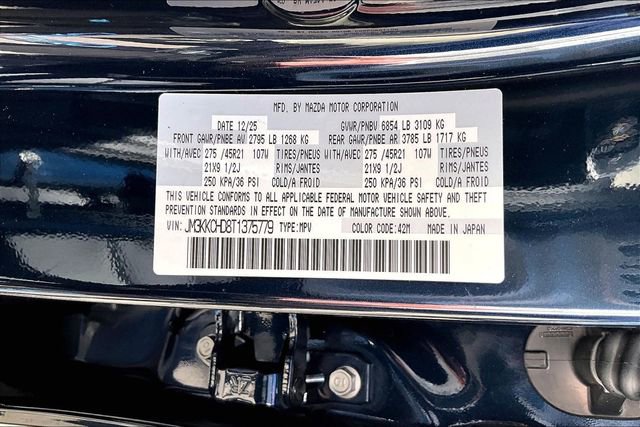 MFD. BY MAZDA MOTOR CORPORATION
DATE 12/25 GVWR/PNBV 6854 LB 3109 KG
FRONT GAWR/PNBE AV 2795 LB 1268 KG REAR GAWR/PNBE AR 3785 LB 1717 KG
WITH/AVEC 275 /45R21 107W TIRES/PNEUS WITH/AVEC 275 /45R21 107W TIRES/PNEUS
21X9 1/2J RIMS/JANTES 21X9 1/2J RIMS/JANTES
250 KPA/36 PSI COLD/A FROID 250 KPA/36 PSI COLD/A FROID
THIS VEHICLE CONFORMS TO ALL APPLICABLE FEDERAL MOTOR VEHICLE SAFETY AND THEFT
PREVENTION STANDARDS IN EFFECT ON THE DATE OF MANUFACTURE SHOWN ABOVE.
VIN: JM3KKCHD8T1375779 TYPE:MPV COLOR CODE:42M MADE IN JAPAN